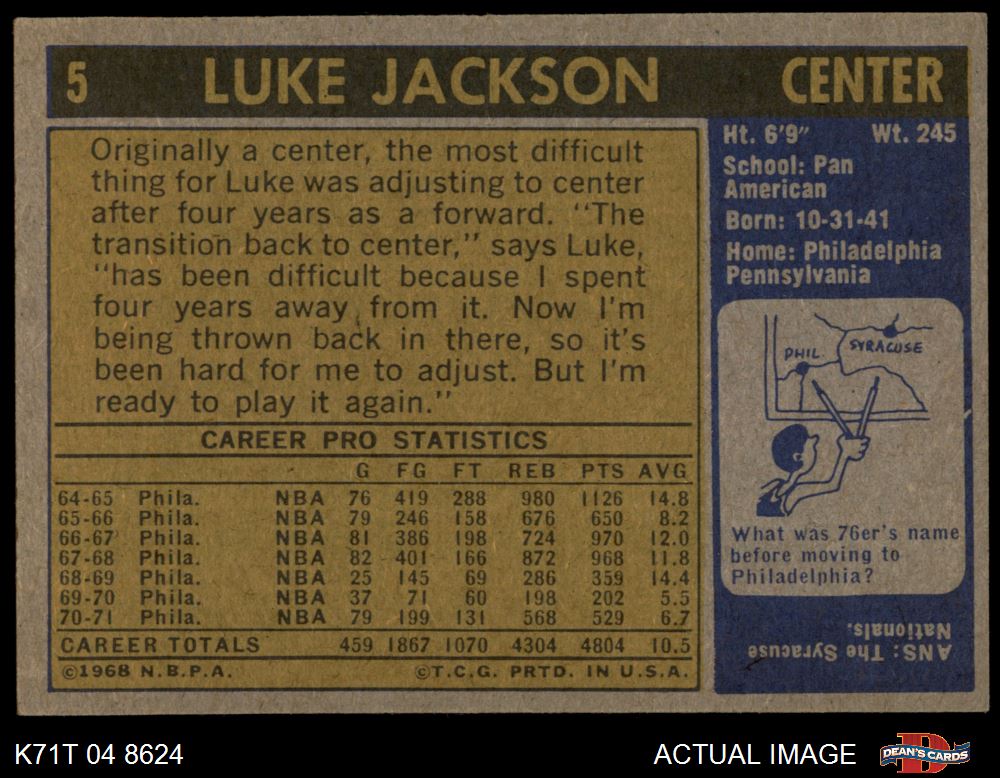 5 LUKE JACKSON CENTER
Originally a center, the most difficult
thing for Luke was adjusting to center
after four years as a forward. "The
transition back to center," says Luke,
"has been difficult because I spent
four years away from it. Now I'm
being thrown back in there, so it's
been hard for me to adjust. But I'm
ready to play it again."
CAREER PRO STATISTICS
G FG FT REB PTS AVG
64-65 Phila. NBA 76 419 288 980 1126 14.8
65-66 Phila. NBA 79 246 158 676 650 8.2
66-67 Phila. NBA 81 386 198 724 970 12.0
67-68 Phila. NBA 82 401 166 872 968 11.8
68-69 Phila. NBA 25 145 69 286 359 14.4
69-70 Phila. NBA 37 71 60 198 202 5.5
70-71 Phila. NBA 79 199 131 568 529 6.7
CAREER TOTALS 459 1867 1070 4304 4804 10.5
©1968 N.B.P.A. ©T.C.G. PRTD. IN U.S.A.
Ht. 6'9" Wt. 245
School: Pan
American
Born: 10-31-41
Home: Philadelphia
Pennsylvania
PHIL. SYRACUSE
What was 76er's name
before moving to
Philadelphia?
ANS: The Syracuse
Nationals.
K71T 04 8624 ACTUAL IMAGE DEAN'S CARDS